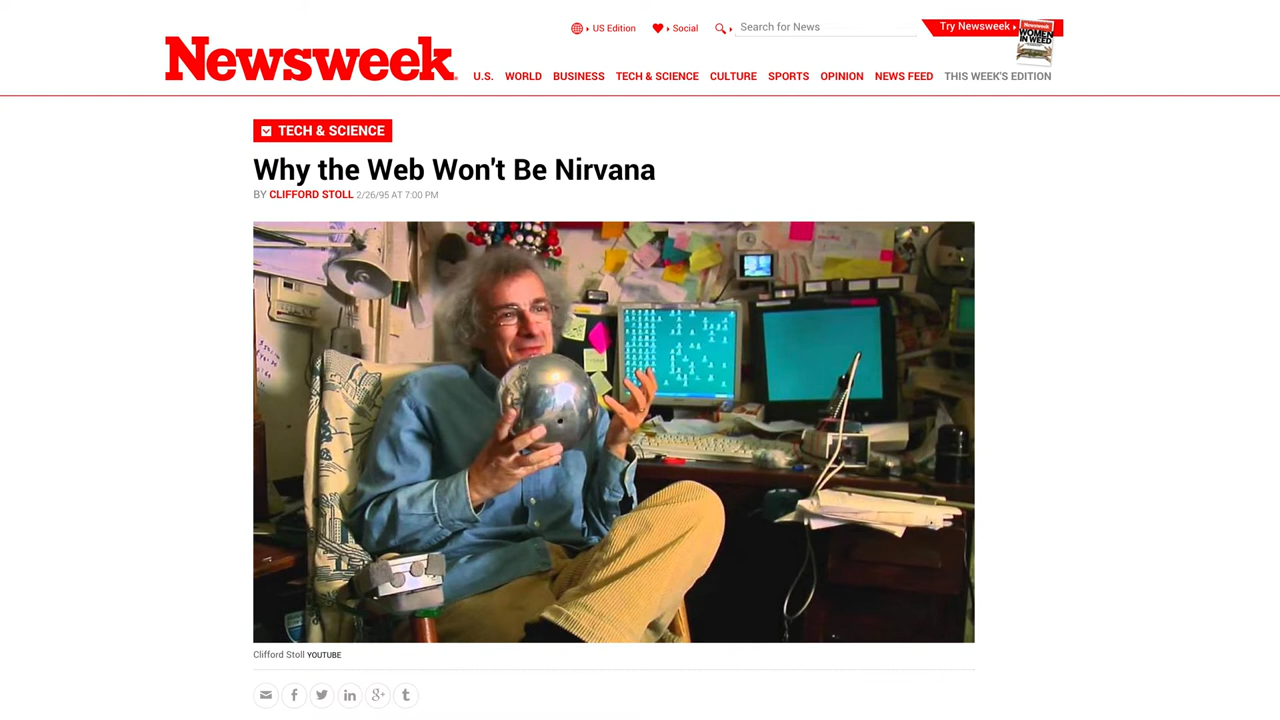 US Edition Social Search for News Try Newsweek
Newsweek
WOMEN
IN WEED
Newsweek
U.S. WORLD BUSINESS TECH & SCIENCE CULTURE SPORTS OPINION NEWS FEED THIS WEEK'S EDITION
TECH & SCIENCE
Why the Web Won't Be Nirvana
BY CLIFFORD STOLL 2/26/95 AT 7:00 PM
Clifford Stoll YOUTUBE